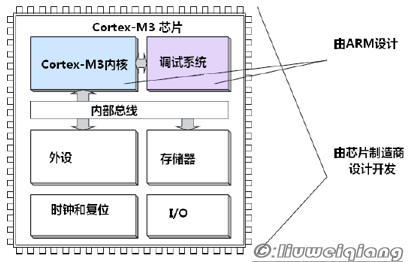 Cortex-M3 芯片
Cortex-M3内核
调试系统
由ARM设计
内部总线
外设
存储器
由芯片制造商
设计开发
时钟和复位
I/O
©:liuweiqiang